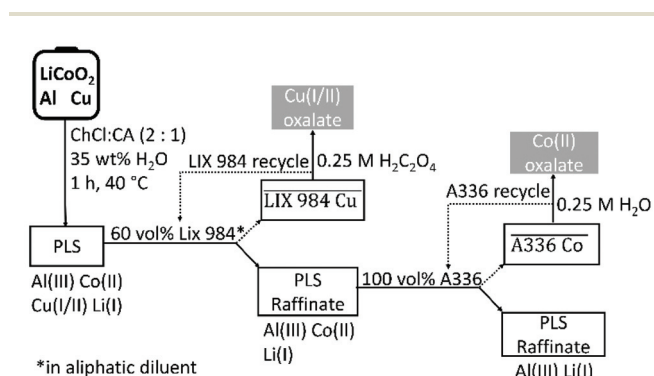 LiCoO₂
Al Cu
ChCl:CA (2 : 1)
35 wt% H₂O
1 h, 40 °C
Cu(I/II)
oxalate
LIX 984 recycle
0.25 M H₂C₂O₄
LIX 984 Cu
Co(II)
oxalate
A336 recycle
0.25 M H₂O
A336 Co
PLS
60 vol% Lix 984*
Al(III) Co(II)
Cu(I/II) Li(I)
PLS
Raffinate
100 vol% A336
Al(III) Co(II)
Li(I)
PLS
Raffinate
Al(III) Li(I)
*in aliphatic diluent